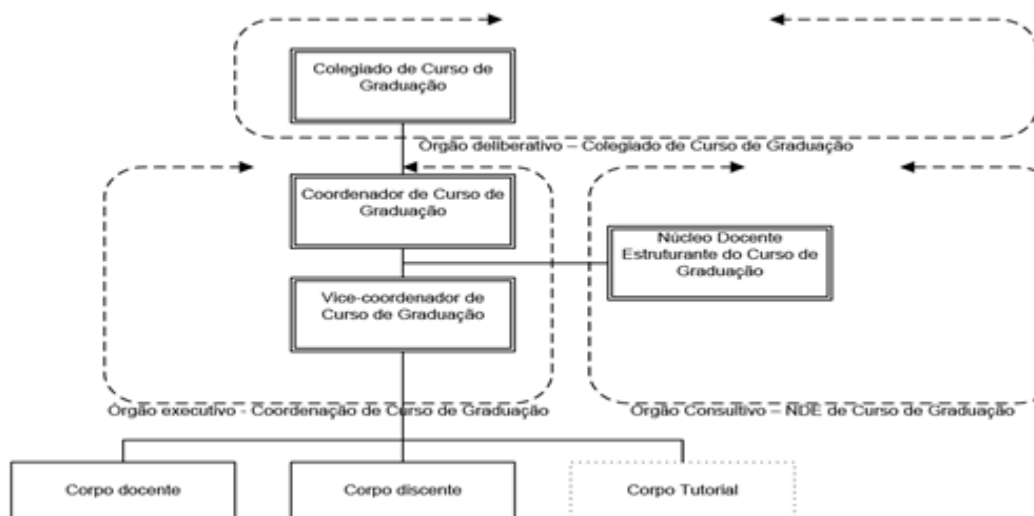 Colegiado de Curso de
Graduação
Órgão deliberativo – Colegiado de Curso de Graduação
Coordenador de Curso de
Graduação
Núcleo Docente
Estruturante do Curso de
Graduação
Vice-coordenador de
Curso de Graduação
Órgão executivo - Coordenação de Curso de Graduação
Órgão Consultivo – NDE de Curso de Graduação
Corpo docente
Corpo discente
Corpo Tutorial